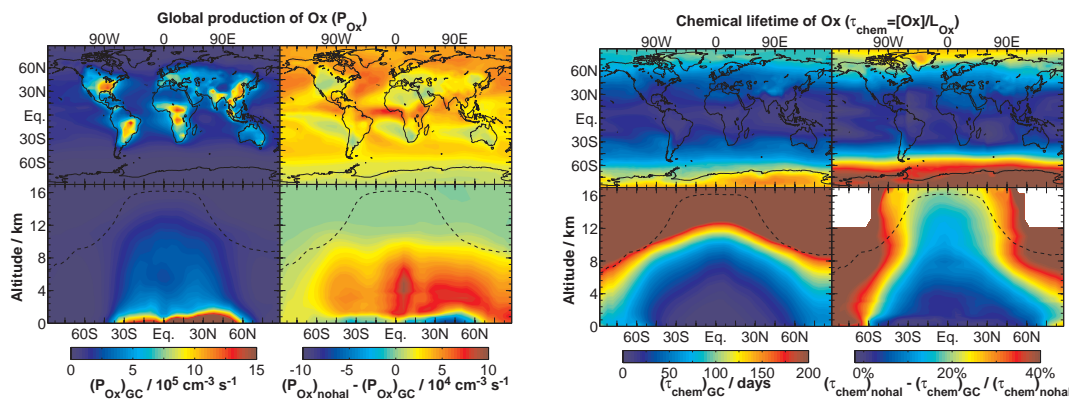 Global production of Ox (P_Ox)
90W 0 90E 90W 0 90E
60N
30N
Eq.
30S
60S
16
12
8
4
0
Altitude / km
60S 30S Eq. 30N 60N 60S 30S Eq. 30N 60N
0 5 10 15
(P_Ox)_GC / 10^5 cm^-3 s^-1
-10 -5 0 5 10
(P_Ox)_nohal - (P_Ox)_GC / 10^4 cm^-3 s^-1
Chemical lifetime of Ox (τ_chem=[Ox]/L_Ox)
90W 0 90E 90W 0 90E
60N
30N
Eq.
30S
60S
16
12
8
4
0
Altitude / km
60S 30S Eq. 30N 60N 60S 30S Eq. 30N 60N
0 50 100 150 200
(τ_chem)_GC / days
0% 20% 40%
(τ_chem)_nohal - (τ_chem)_GC / (τ_chem)_nohal